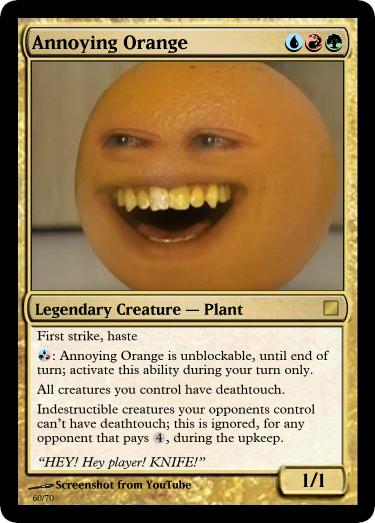 Annoying Orange
Legendary Creature — Plant
First strike, haste
: Annoying Orange is unblockable, until end of
turn; activate this ability during your turn only.
All creatures you control have deathtouch.
Indestructible creatures your opponents control
can't have deathtouch; this is ignored, for any
opponent that pays 4, during the upkeep.
“HEY! Hey player! KNIFE!”
1/1
Screenshot from YouTube
60/70